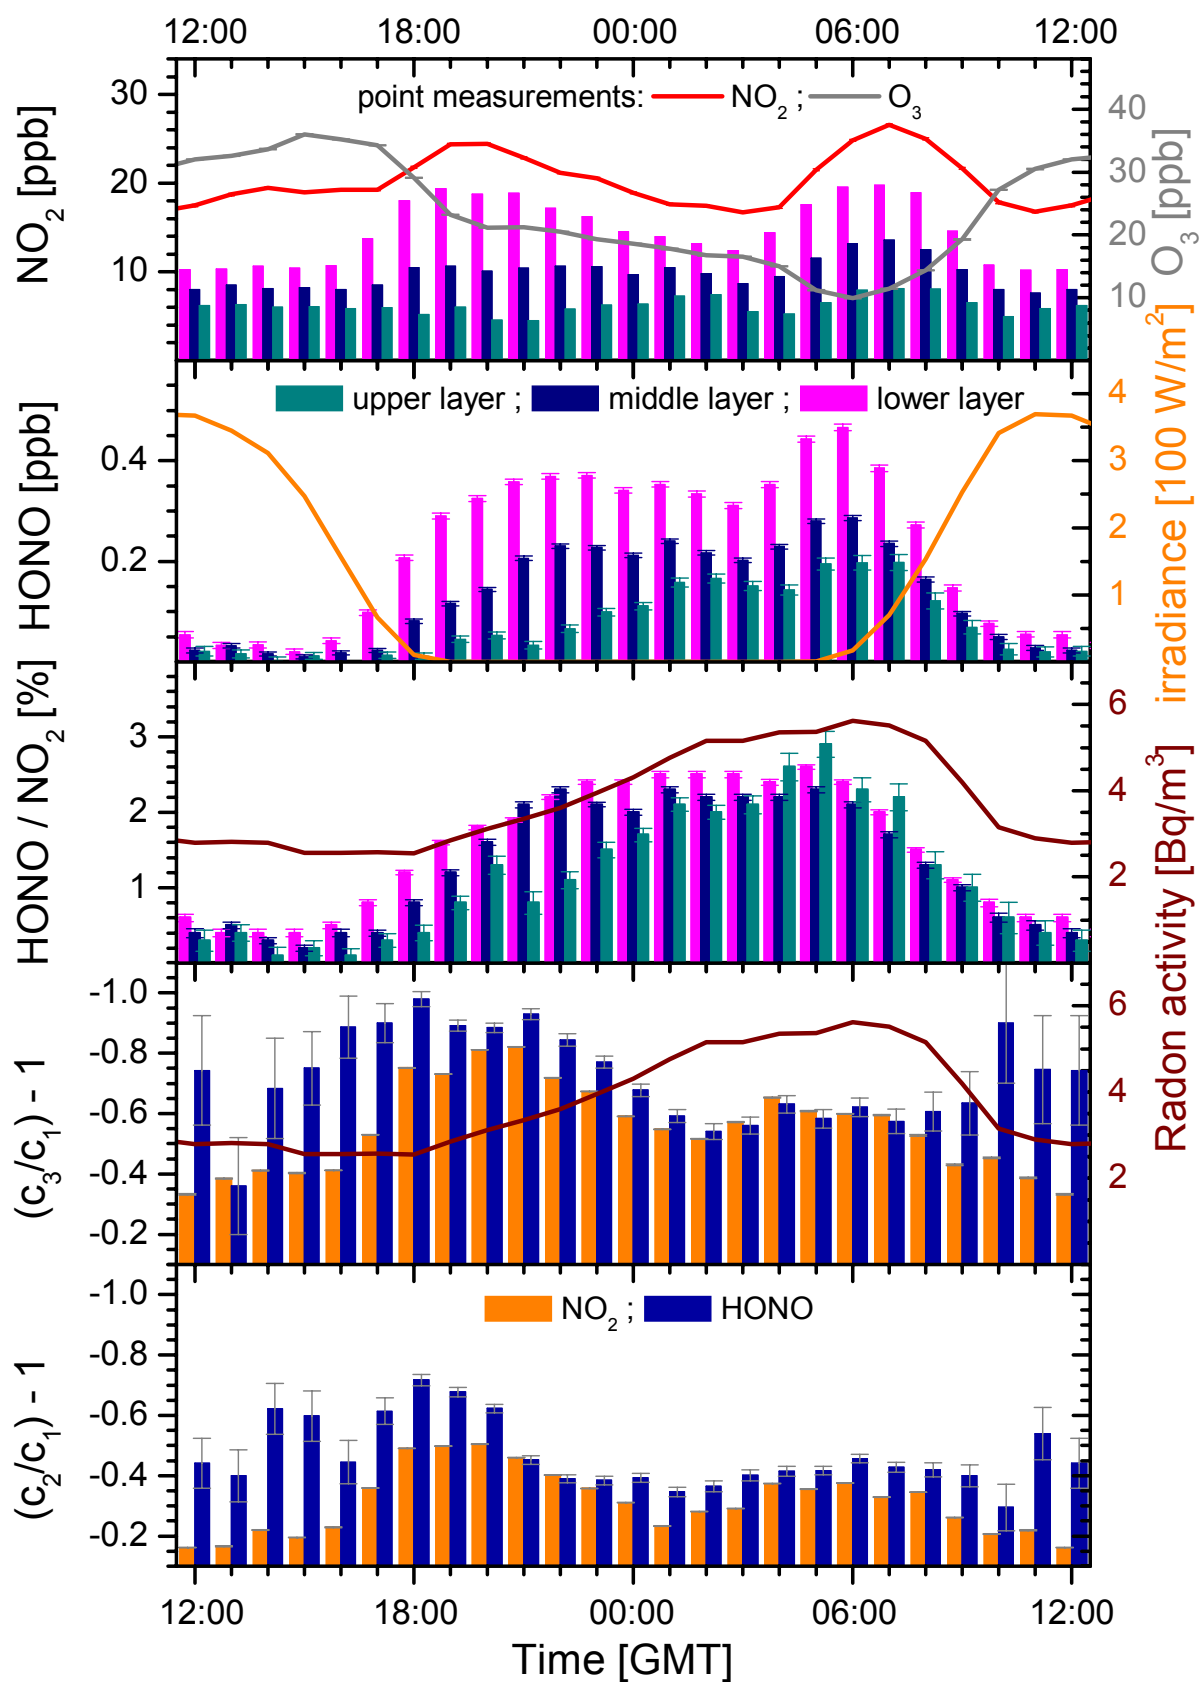 12:00 18:00 00:00 06:00 12:00
point measurements: NO2 ; O3
NO2 [ppb]
30
20
10
O3 [ppb]
40
30
20
10
upper layer ; middle layer ; lower layer
HONO [ppb]
0.4
0.2
irradiance [100 W/m2]
4
3
2
1
HONO / NO2 [%]
3
2
1
Radon activity [Bq/m3]
6
4
2
(c3/c1) - 1
-1.0
-0.8
-0.6
-0.4
-0.2
6
4
2
NO2 ; HONO
(c2/c1) - 1
-1.0
-0.8
-0.6
-0.4
-0.2
12:00 18:00 00:00 06:00 12:00
Time [GMT]